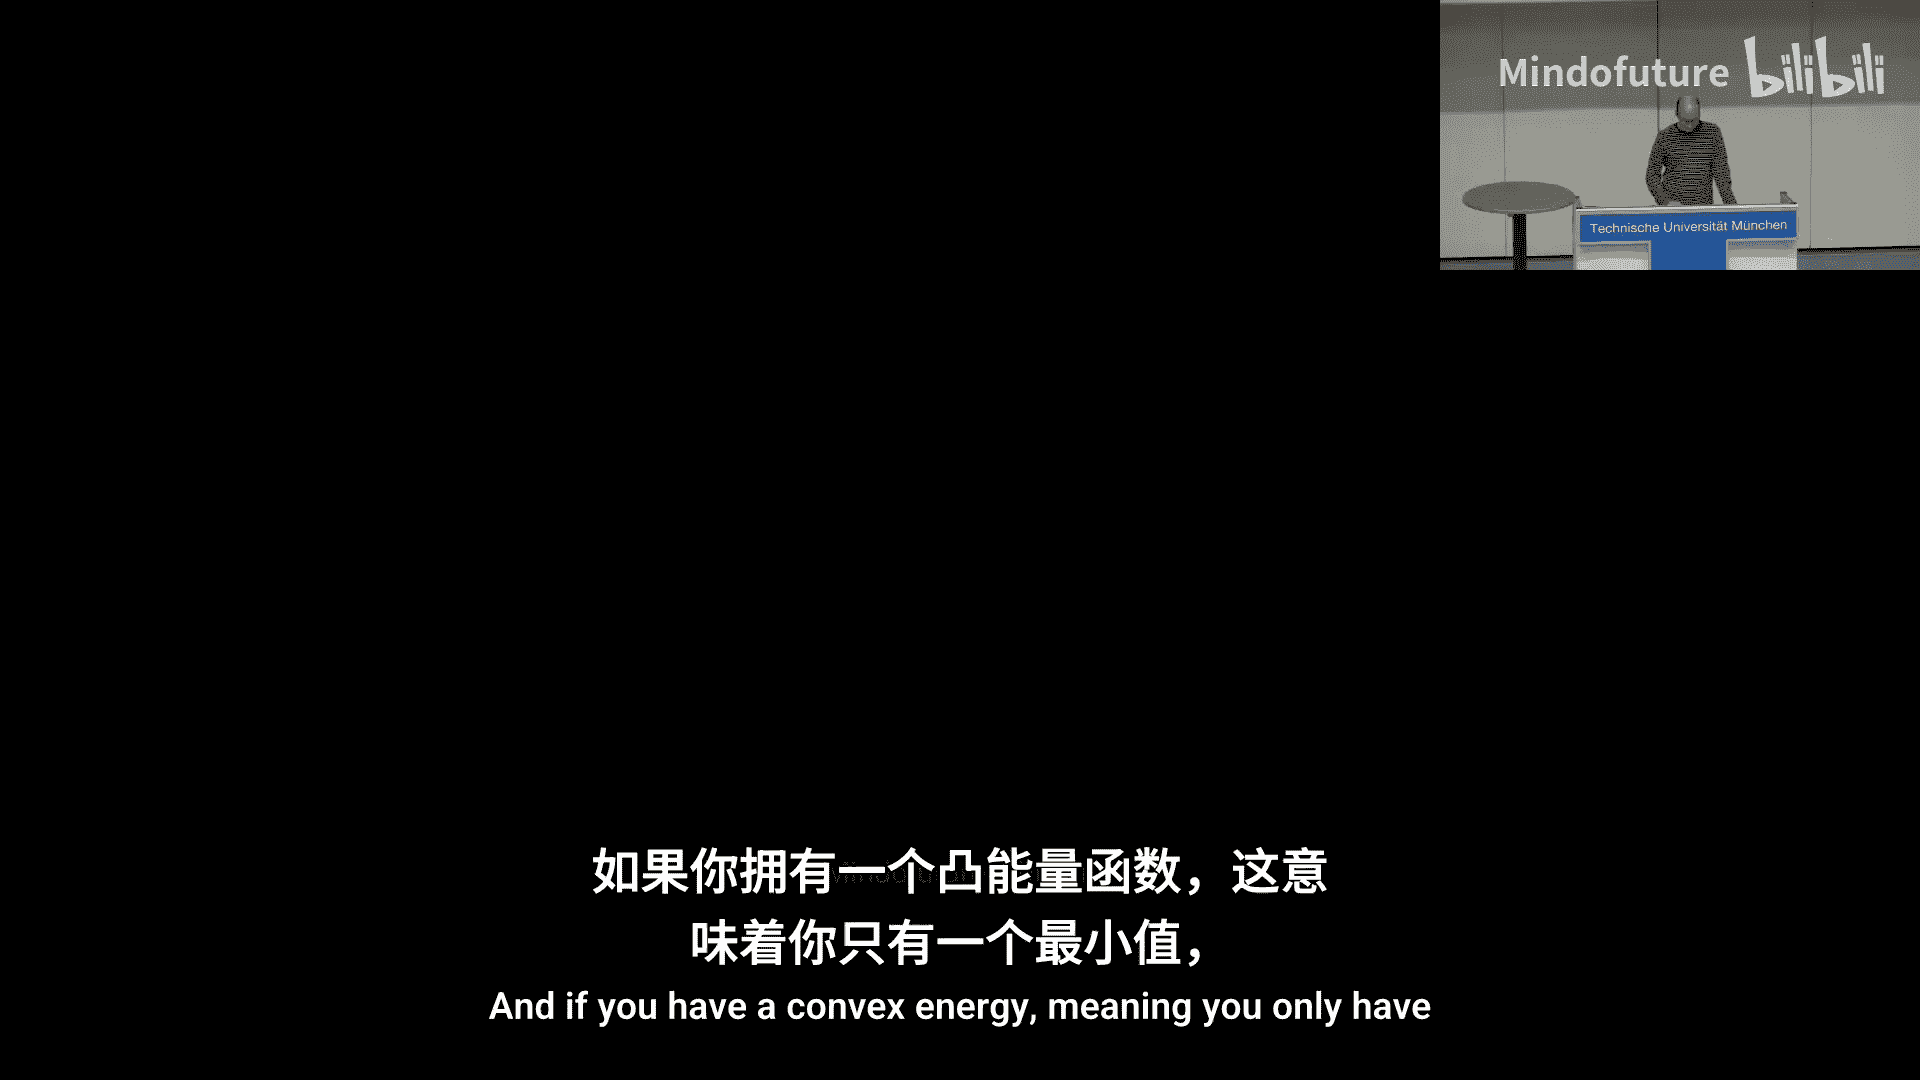 Mindofuture bilibili
Technische Universität München
如果你拥有一个凸能量函数，这意
味着你只有一个最小值，
And if you have a convex energy, meaning you only have